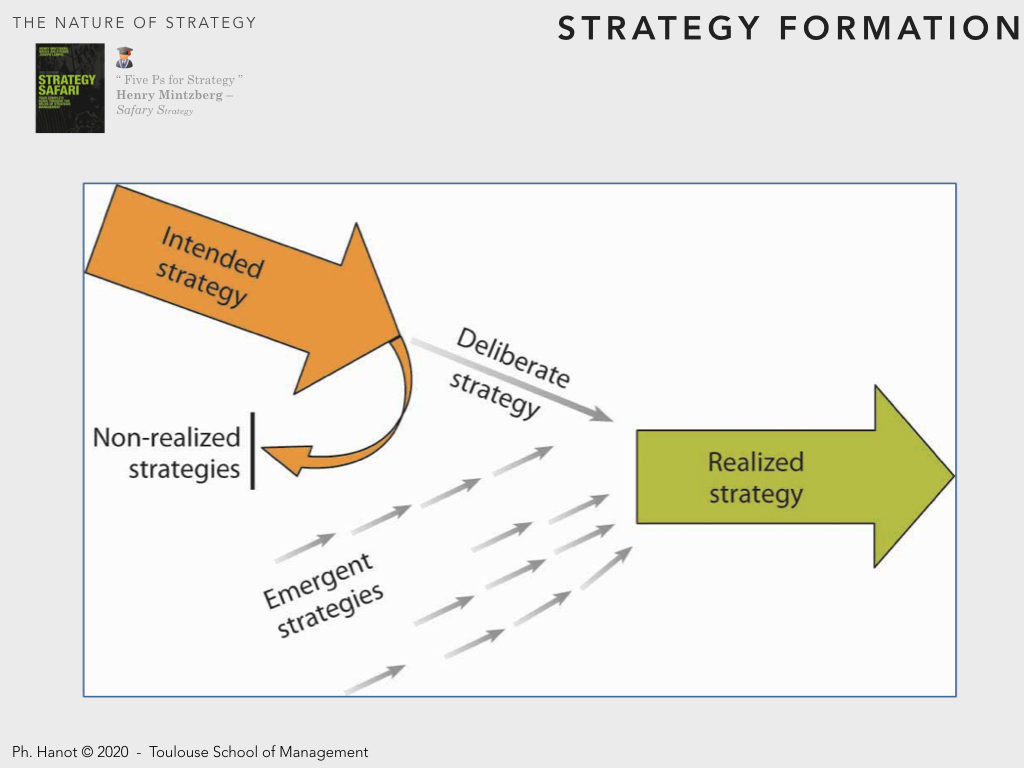 THE NATURE OF STRATEGY
STRATEGY FORMATION
STRATEGY
SAFARI
“ Five Ps for Strategy ”
Henry Mintzberg –
Safary Strategy
Intended
strategy
Deliberate
strategy
Non-realized
strategies
Realized
strategy
Emergent
strategies
Ph. Hanot © 2020 - Toulouse School of Management